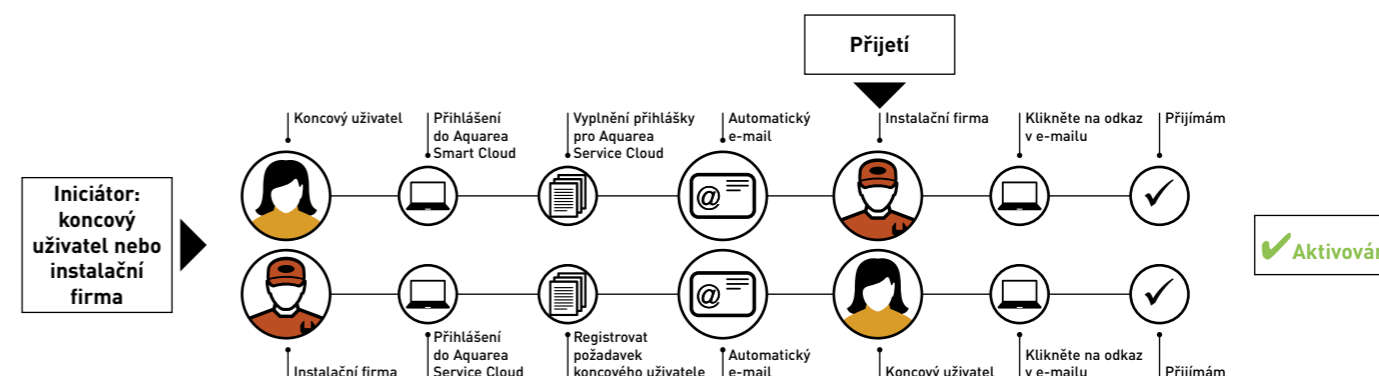 Přijetí
Koncový uživatel
Přihlášení
do Aquarea
Smart Cloud
Vyplnění přihlášky
pro Aquarea
Service Cloud
Automatický
e-mail
Instalační firma
Klikněte na odkaz
v e-mailu
Přijímám
Iniciátor:
koncový
uživatel nebo
instalační
firma
@
@
Instalační firma
Přihlášení
do Aquarea
Service Cloud
Registrovat
požadavek
koncového uživatele
Automatický
e-mail
Koncový uživatel
Klikněte na odkaz
v e-mailu
Přijímám